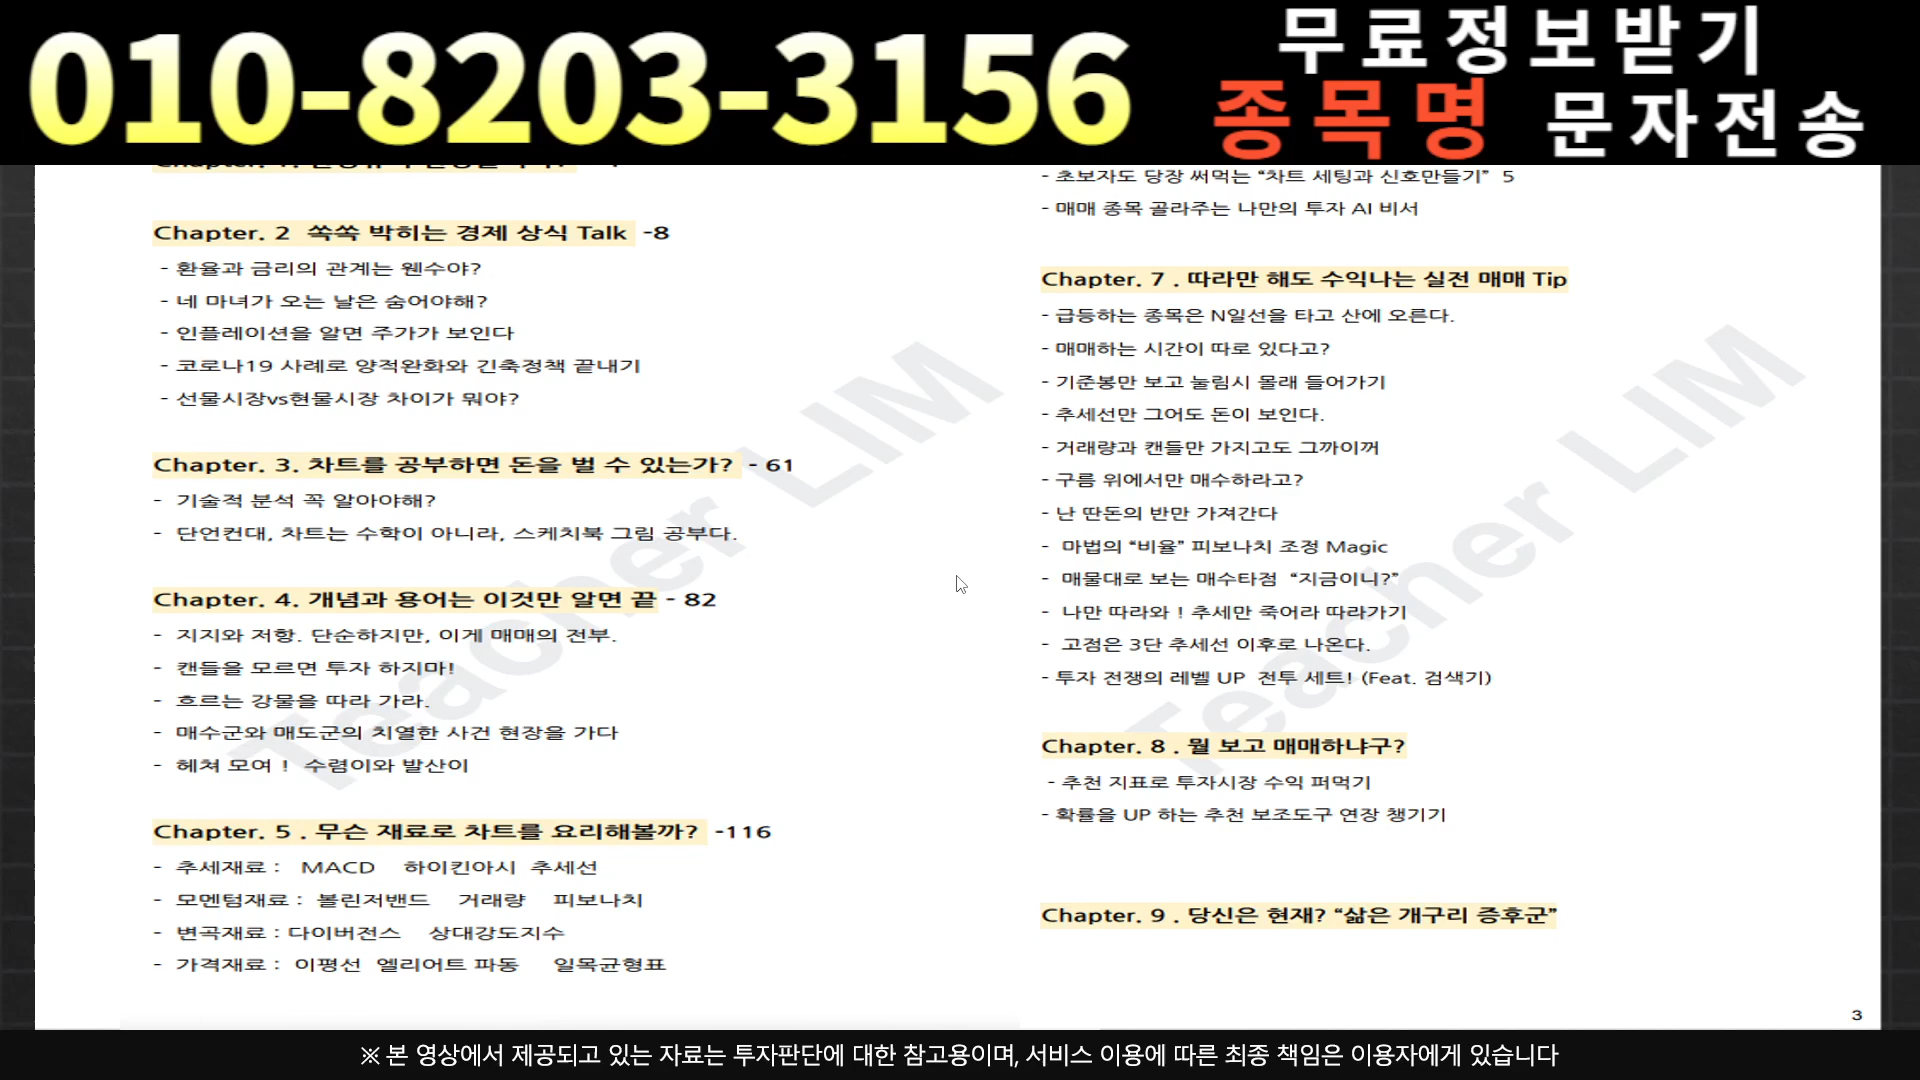 010-8203-3156
무료정보받기
종목명 문자전송
Chapter. 2 쏙쏙 박히는 경제 상식 Talk -8
- 환율과 금리의 관계는 웬수야?
- 네 마녀가 오는 날은 숨어야해?
- 인플레이션을 알면 주가가 보인다
- 코로나19 사례로 양적완화와 긴축정책 끝내기
- 선물시장vs현물시장 차이가 뭐야?
Chapter. 3. 차트를 공부하면 돈을 벌 수 있는가? - 61
- 기술적 분석 꼭 알아야해?
- 단언컨대, 차트는 수학이 아니라, 스케치북 그림 공부다.
Chapter. 4. 개념과 용어는 이것만 알면 끝 - 82
- 지지와 저항. 단순하지만, 이게 매매의 전부.
- 캔들을 모르면 투자 하지마!
- 흐르는 강물을 따라 가라.
- 매수군와 매도군의 치열한 사건 현장을 가다
- 헤쳐 모여 ! 수렴이와 발산이
Chapter. 5 . 무슨 재료로 차트를 요리해볼까? -116
- 추세재료 : MACD 하이킨아시 추세선
- 모멘텀재료 : 볼린저밴드 거래량 피보나치
- 변곡재료 : 다이버전스 상대강도지수
- 가격재료 : 이평선 엘리어트 파동 일목균형표
- 초보자도 당장 써먹는 “차트 세팅과 신호만들기” 5
- 매매 종목 골라주는 나만의 투자 AI 비서
Chapter. 7 . 따라만 해도 수익나는 실전 매매 Tip
- 급등하는 종목은 N일선을 타고 산에 오른다.
- 매매하는 시간이 따로 있다고?
- 기준봉만 보고 눌림시 몰래 들어가기
- 추세선만 그어도 돈이 보인다.
- 거래량과 캔들만 가지고도 그까이꺼
- 구름 위에서만 매수하라고?
- 난 딴돈의 반만 가져간다
- 마법의 “비율” 피보나치 조정 Magic
- 매물대로 보는 매수타점 “지금이니?”
- 나만 따라와 ! 추세만 죽어라 따라가기
- 고점은 3단 추세선 이후로 나온다.
- 투자 전쟁의 레벨 UP 전투 세트! (Feat. 검색기)
Chapter. 8 . 뭘 보고 매매하냐구?
- 추천 지표로 투자시장 수익 퍼먹기
- 확률을 UP 하는 추천 보조도구 연장 챙기기
Chapter. 9 . 당신은 현재? “삶은 개구리 증후군”
Teacher LIM
Teacher LIM
3
※ 본 영상에서 제공되고 있는 자료는 투자판단에 대한 참고용이며, 서비스 이용에 따른 최종 책임은 이용자에게 있습니다